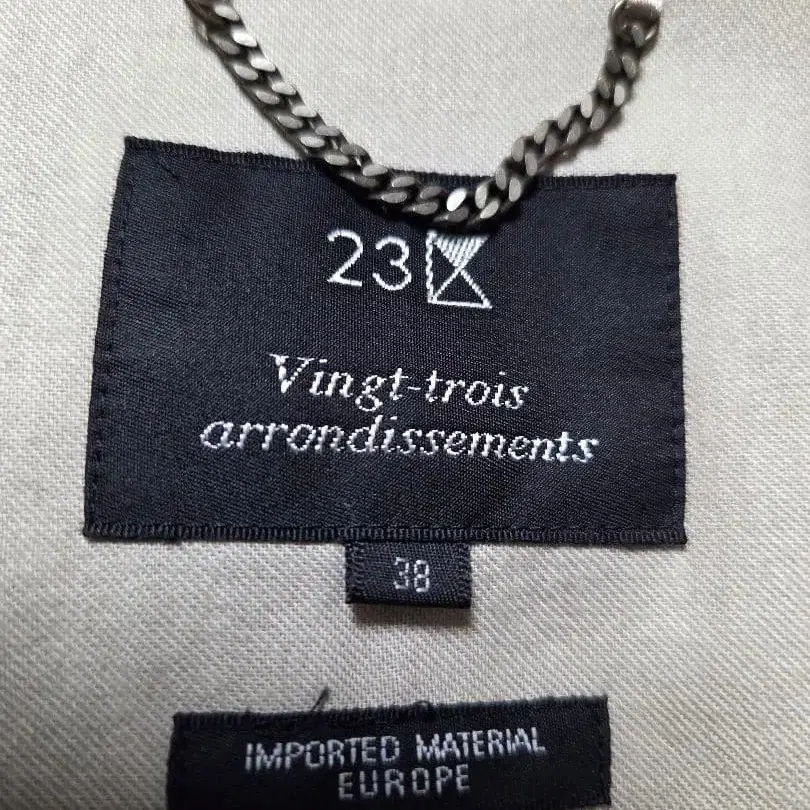 23
Vingt-trois
arrondissements
38
IMPORTED MATERIAL
EUROPE